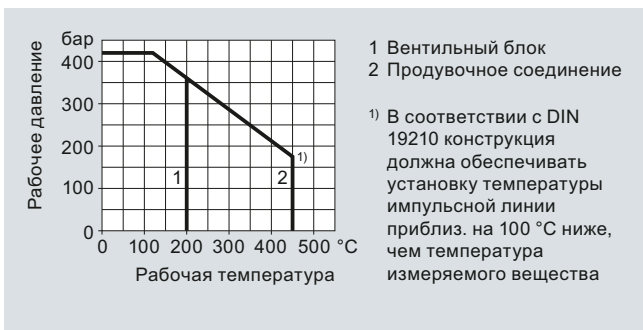 бар
400
300
200
100
0
Рабочее давление
1
2
1)
0 100 200 300 400 500 °C
Рабочая температура
1 Вентильный блок
2 Продувочное соединение
1) В соответствии с DIN
19210 конструкция
должна обеспечивать
установку температуры
импульсной линии
приблиз. на 100 °C ниже,
чем температура
измеряемого вещества